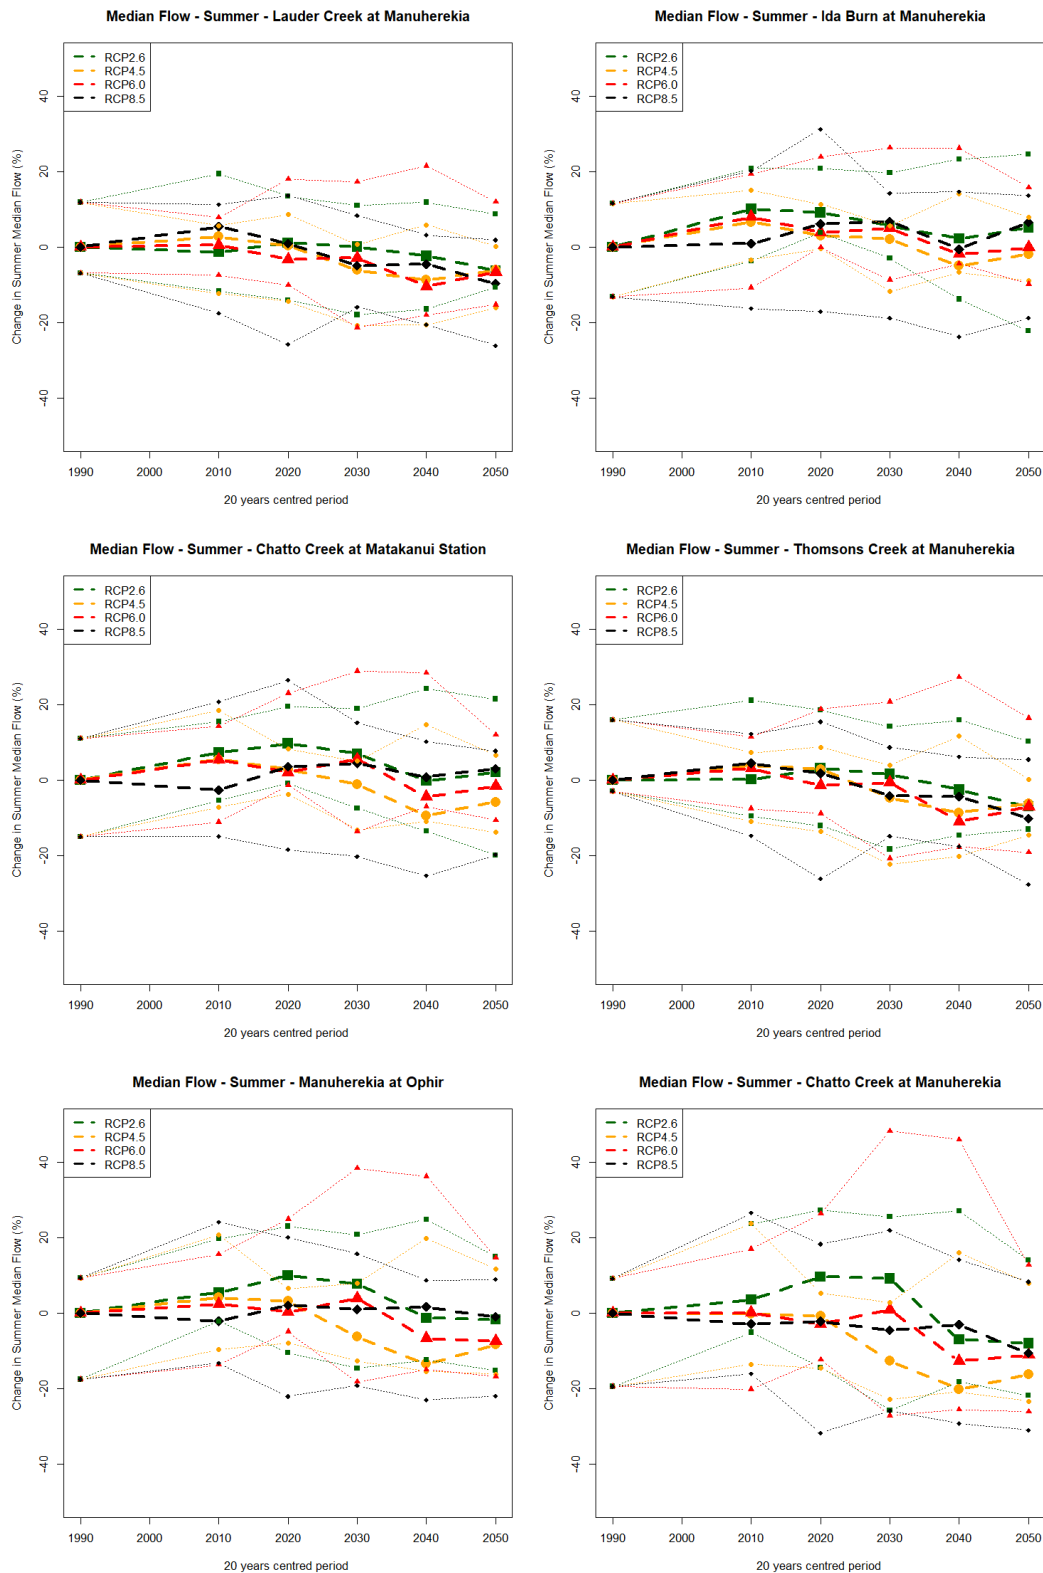 Median Flow - Summer - Lauder Creek at Manuherekia
RCP2.6
RCP4.5
RCP6.0
RCP8.5
Change in Summer Median Flow (%)
40
20
0
-20
-40
1990 2000 2010 2020 2030 2040 2050
20 years centred period
Median Flow - Summer - Ida Burn at Manuherekia
RCP2.6
RCP4.5
RCP6.0
RCP8.5
Change in Summer Median Flow (%)
40
20
0
-20
-40
1990 2000 2010 2020 2030 2040 2050
20 years centred period
Median Flow - Summer - Chatto Creek at Matakanui Station
RCP2.6
RCP4.5
RCP6.0
RCP8.5
Change in Summer Median Flow (%)
40
20
0
-20
-40
1990 2000 2010 2020 2030 2040 2050
20 years centred period
Median Flow - Summer - Thomsons Creek at Manuherekia
RCP2.6
RCP4.5
RCP6.0
RCP8.5
Change in Summer Median Flow (%)
40
20
0
-20
-40
1990 2000 2010 2020 2030 2040 2050
20 years centred period
Median Flow - Summer - Manuherekia at Ophir
RCP2.6
RCP4.5
RCP6.0
RCP8.5
Change in Summer Median Flow (%)
40
20
0
-20
-40
1990 2000 2010 2020 2030 2040 2050
20 years centred period
Median Flow - Summer - Chatto Creek at Manuherekia
RCP2.6
RCP4.5
RCP6.0
RCP8.5
Change in Summer Median Flow (%)
40
20
0
-20
-40
1990 2000 2010 2020 2030 2040 2050
20 years centred period